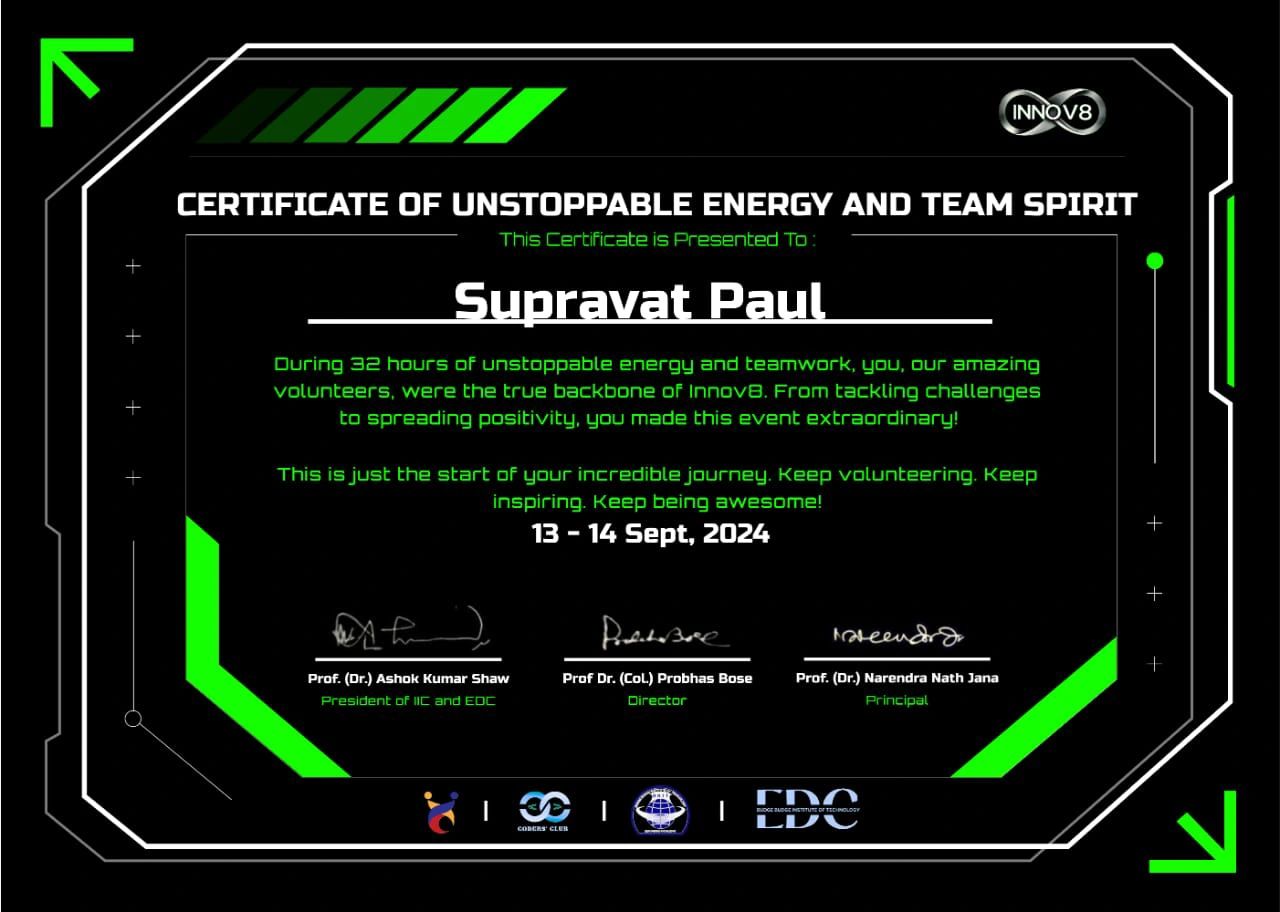 INNOV8
CERTIFICATE OF UNSTOPPABLE ENERGY AND TEAM SPIRIT
This Certificate is Presented To :
Supravat Paul
During 32 hours of unstoppable energy and teamwork, you, our amazing
volunteers, were the true backbone of Innov8. From tackling challenges
to spreading positivity, you made this event extraordinary!
This is just the start of your incredible journey. Keep volunteering. Keep
inspiring. Keep being awesome!
13 - 14 Sept, 2024
Prof. (Dr.) Ashok Kumar Shaw
President of IIC and EDC
Prof Dr. (Col.) Probhas Bose
Director
Prof. (Dr.) Narendra Nath Jana
Principal
CODERS' CLUB
EDC
BUDGE BUDGE INSTITUTE OF TECHNOLOGY